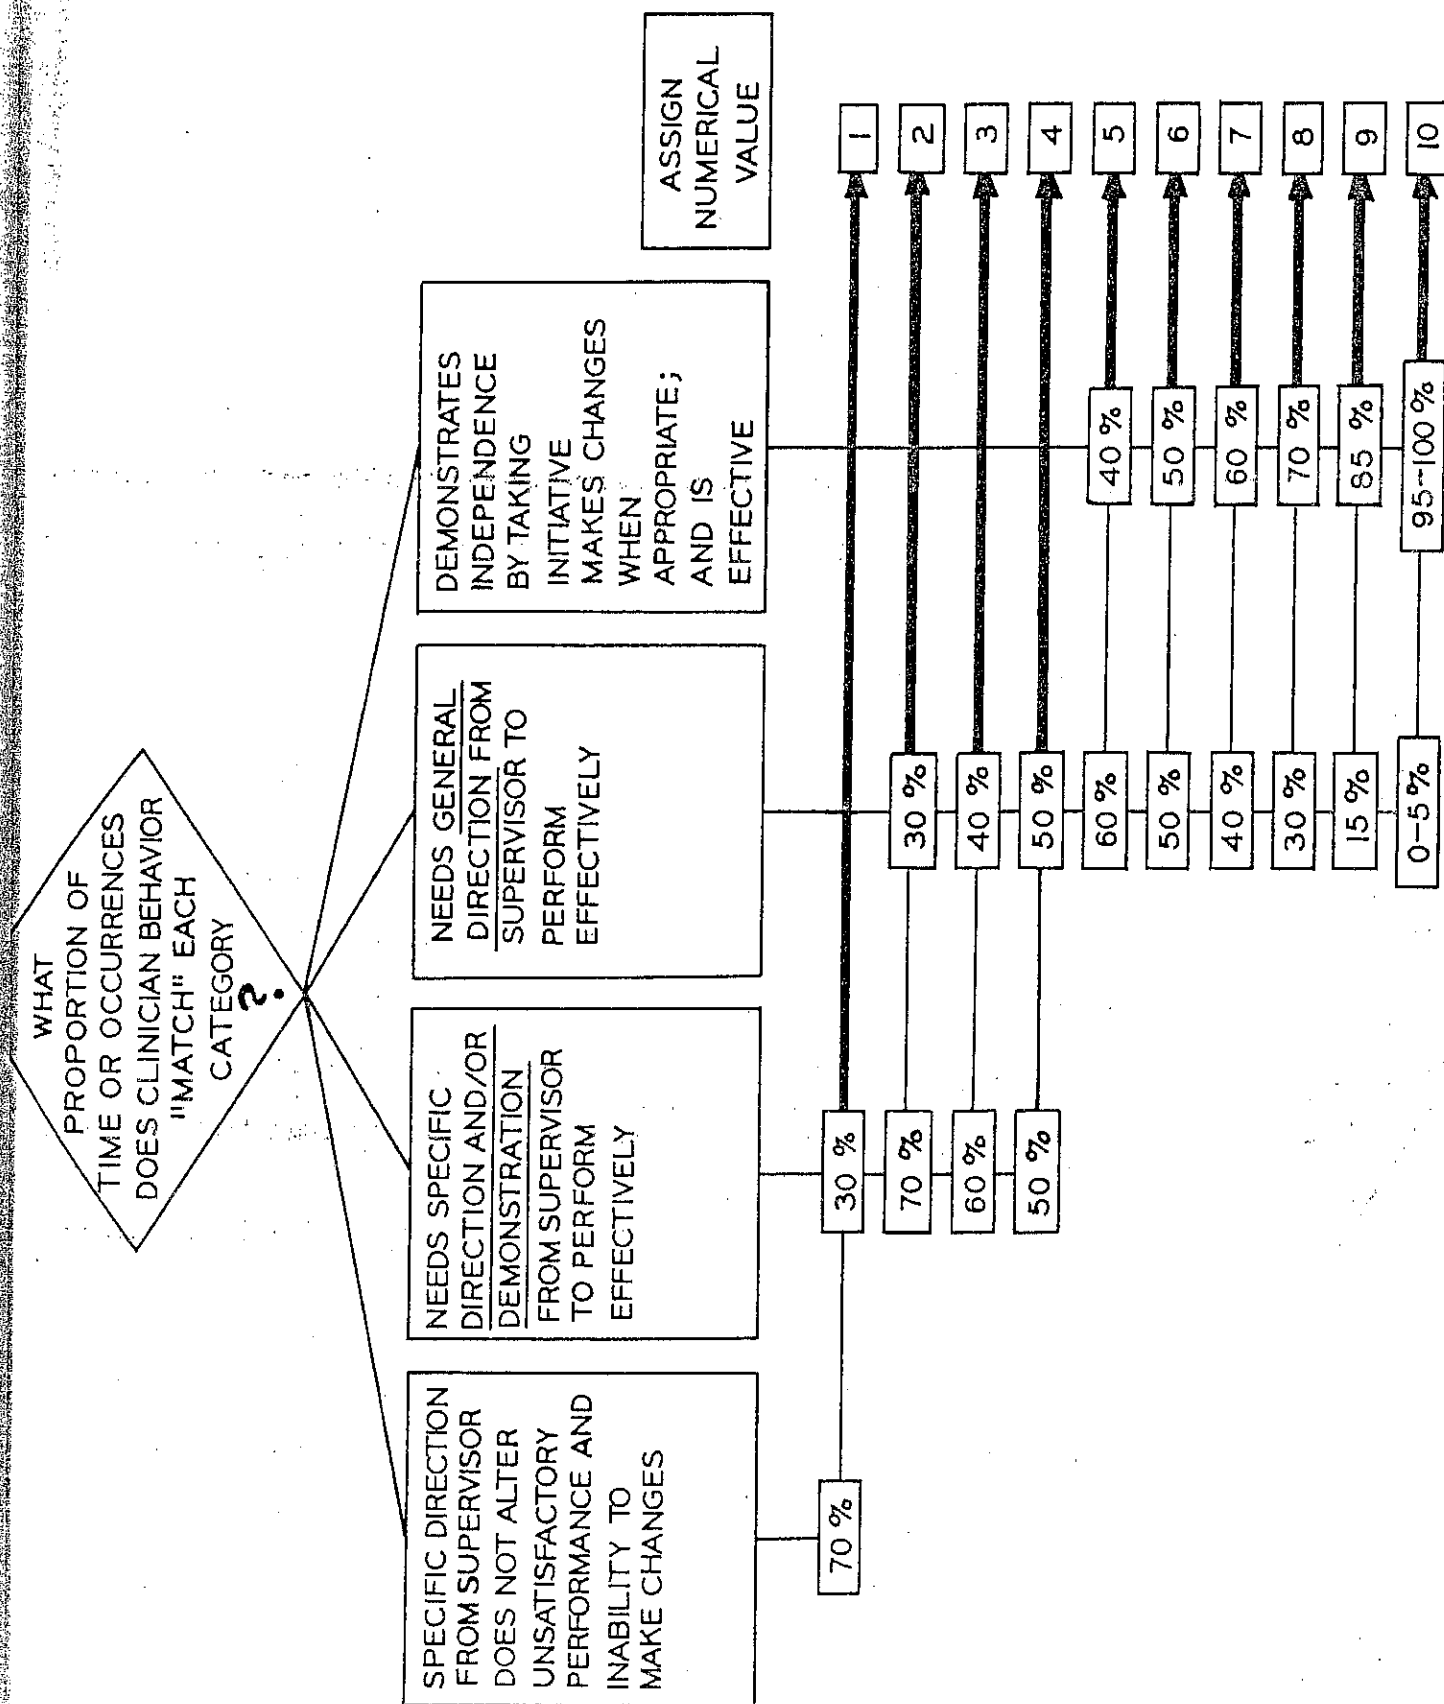 WHAT
PROPORTION OF
TIME OR OCCURRENCES
DOES CLINICIAN BEHAVIOR
"MATCH" EACH
CATEGORY
?
SPECIFIC DIRECTION
FROM SUPERVISOR
DOES NOT ALTER
UNSATISFACTORY
PERFORMANCE AND
INABILITY TO
MAKE CHANGES
NEEDS SPECIFIC
DIRECTION AND/OR
DEMONSTRATION
FROM SUPERVISOR
TO PERFORM
EFFECTIVELY
NEEDS GENERAL
DIRECTION FROM
SUPERVISOR TO
PERFORM
EFFECTIVELY
DEMONSTRATES
INDEPENDENCE
BY TAKING
INITIATIVE
MAKES CHANGES
WHEN
APPROPRIATE;
AND IS
EFFECTIVE
ASSIGN
NUMERICAL
VALUE
70 % 30 % 1
70 % 30 % 2
60 % 40 % 3
50 % 50 % 4
60 % 40 % 5
50 % 50 % 6
40 % 60 % 7
30 % 70 % 8
15 % 85 % 9
0-5% 95-100 % 10